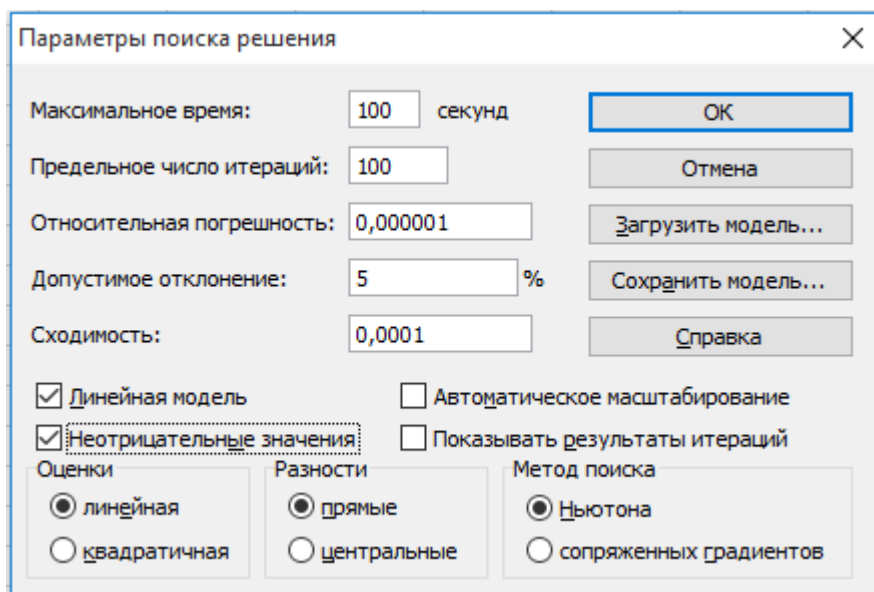 Параметры поиска решения
Максимальное время: 100 секунд OK
Предельное число итераций: 100 Отмена
Относительная погрешность: 0,000001 Загрузить модель...
Допустимое отклонение: 5 % Сохранить модель...
Сходимость: 0,0001 Справка
Линейная модель Автоматическое масштабирование
Неотрицательные значения Показывать результаты итераций
Оценки Разности Метод поиска
линейная прямые Ньютона
квадратичная центральные сопряженных градиентов